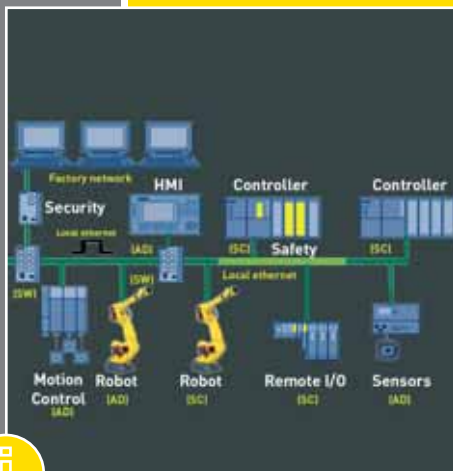 Factory network
HMI
Controller
Controller
Security
Local ethernet
(AD)
(SC)
Safety
(SC)
(SW)
(SW)
Local ethernet
Motion Control
(AD)
Robot
(AD)
Robot
(SC)
Remote I/O
(SC)
Sensors
(AD)